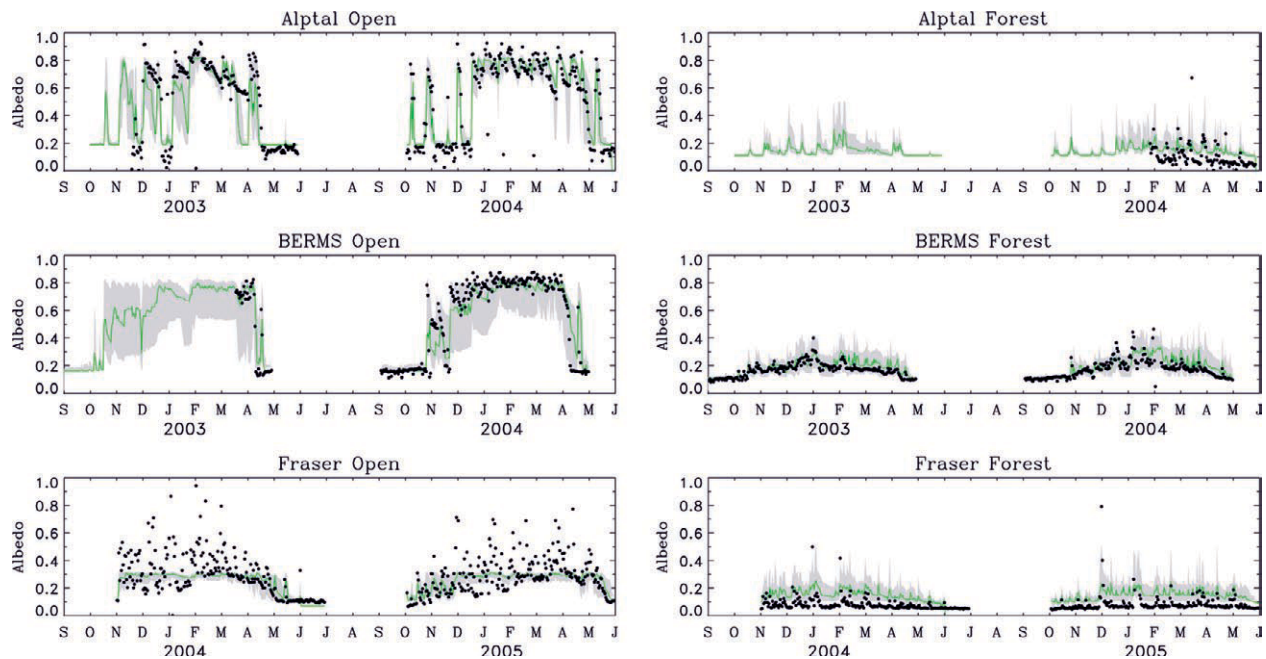 Alptal Open
Albedo
1.0
0.8
0.6
0.4
0.2
0.0
S O N D J F M A M J J A S O N D J F M A M J
2003 2004
Alptal Forest
Albedo
1.0
0.8
0.6
0.4
0.2
0.0
S O N D J F M A M J J A S O N D J F M A M J
2003 2004
BERMS Open
Albedo
1.0
0.8
0.6
0.4
0.2
0.0
S O N D J F M A M J J A S O N D J F M A M J
2003 2004
BERMS Forest
Albedo
1.0
0.8
0.6
0.4
0.2
0.0
S O N D J F M A M J J A S O N D J F M A M J
2003 2004
Fraser Open
Albedo
1.0
0.8
0.6
0.4
0.2
0.0
S O N D J F M A M J J A S O N D J F M A M J
2004 2005
Fraser Forest
Albedo
1.0
0.8
0.6
0.4
0.2
0.0
S O N D J F M A M J J A S O N D J F M A M J
2004 2005